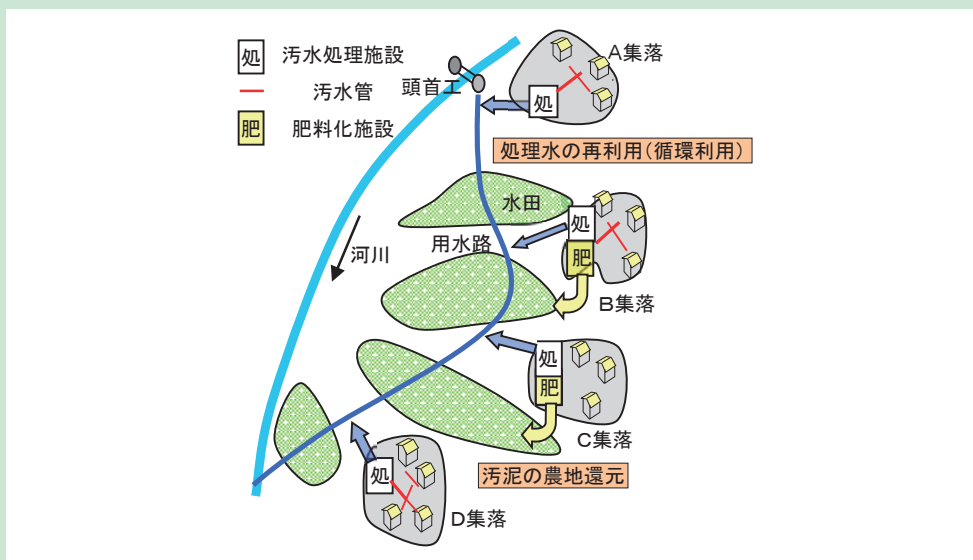 処 汚水処理施設
汚水管
肥 肥料化施設
頭首工
A集落
処
処理水の再利用(循環利用)
水田
処
用水路
肥
河川
B集落
処
肥
C集落
処
汚泥の農地還元
D集落